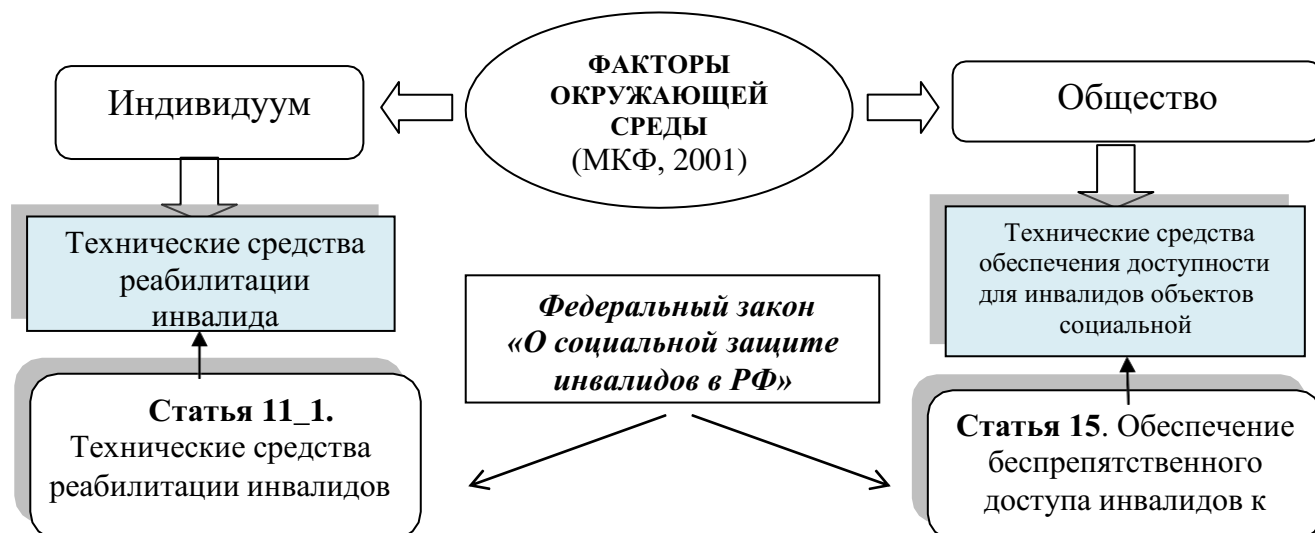 Индивидуум
ФАКТОРЫ
ОКРУЖАЮЩЕЙ
СРЕДЫ
(МКФ, 2001)
Общество
Технические средства
реабилитации
инвалида
Федеральный закон
«О социальной защите
инвалидов в РФ»
Технические средства
обеспечения доступности
для инвалидов объектов
социальной
Статья 11_1.
Технические средства
реабилитации инвалидов
Статья 15. Обеспечение
беспрепятственного
доступа инвалидов к